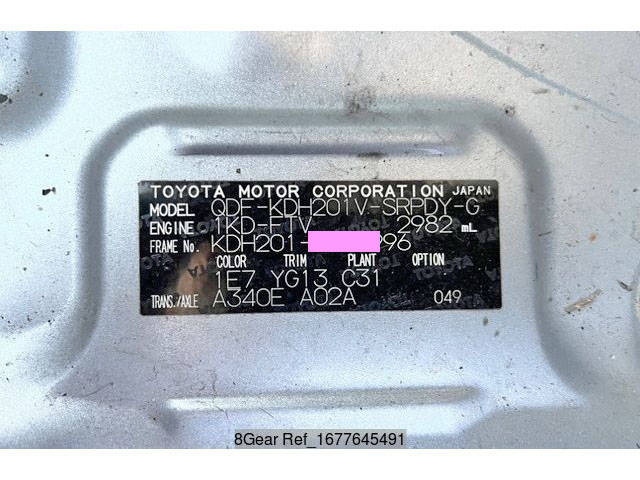 TOYOTA MOTOR CORPORATION JAPAN
MODEL QDF-KDH201V-SRPDY-G
ENGINE 1KD-FTV 2982 mL
FRAME No. KDH201- 896
COLOR TRIM PLANT OPTION
1E7 YG13 C31
TRANS./AXLE A340E A02A 049
8Gear Ref_1677645491